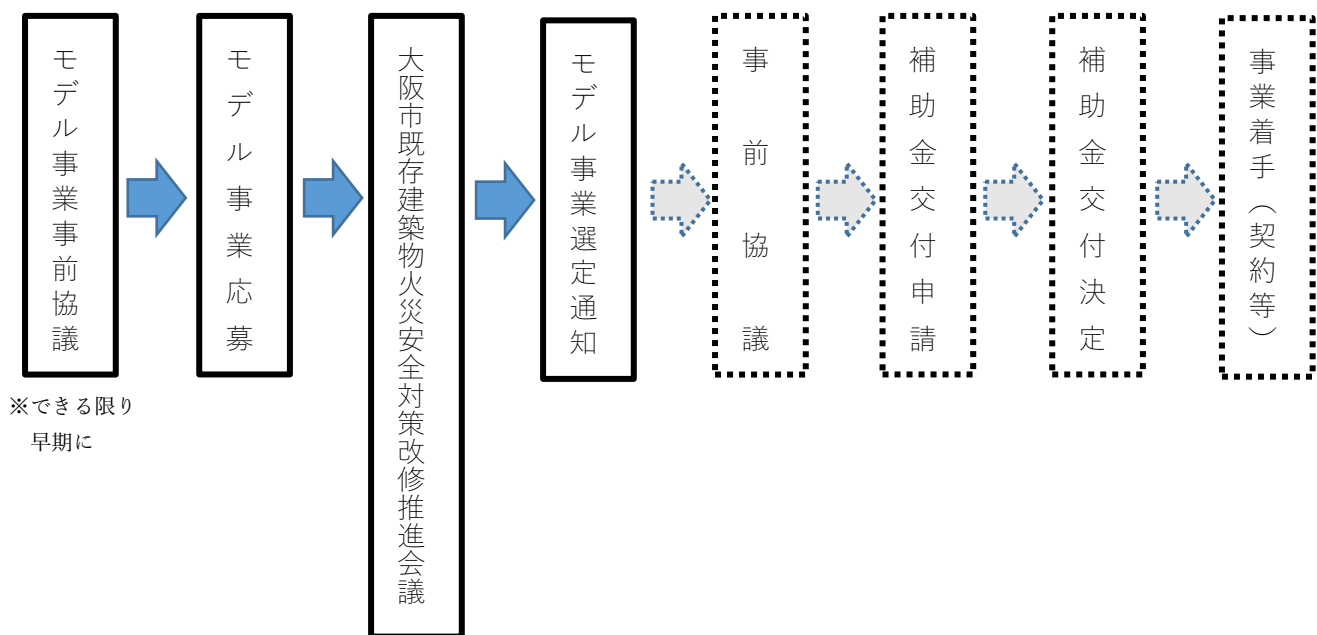 モデル事業事前協議
※できる限り
早期に
モデル事業応募
大阪市既存建築物火災安全対策改修推進会議
モデル事業選定通知
事前協議
補助金交付申請
補助金交付決定
事業着手（契約等）